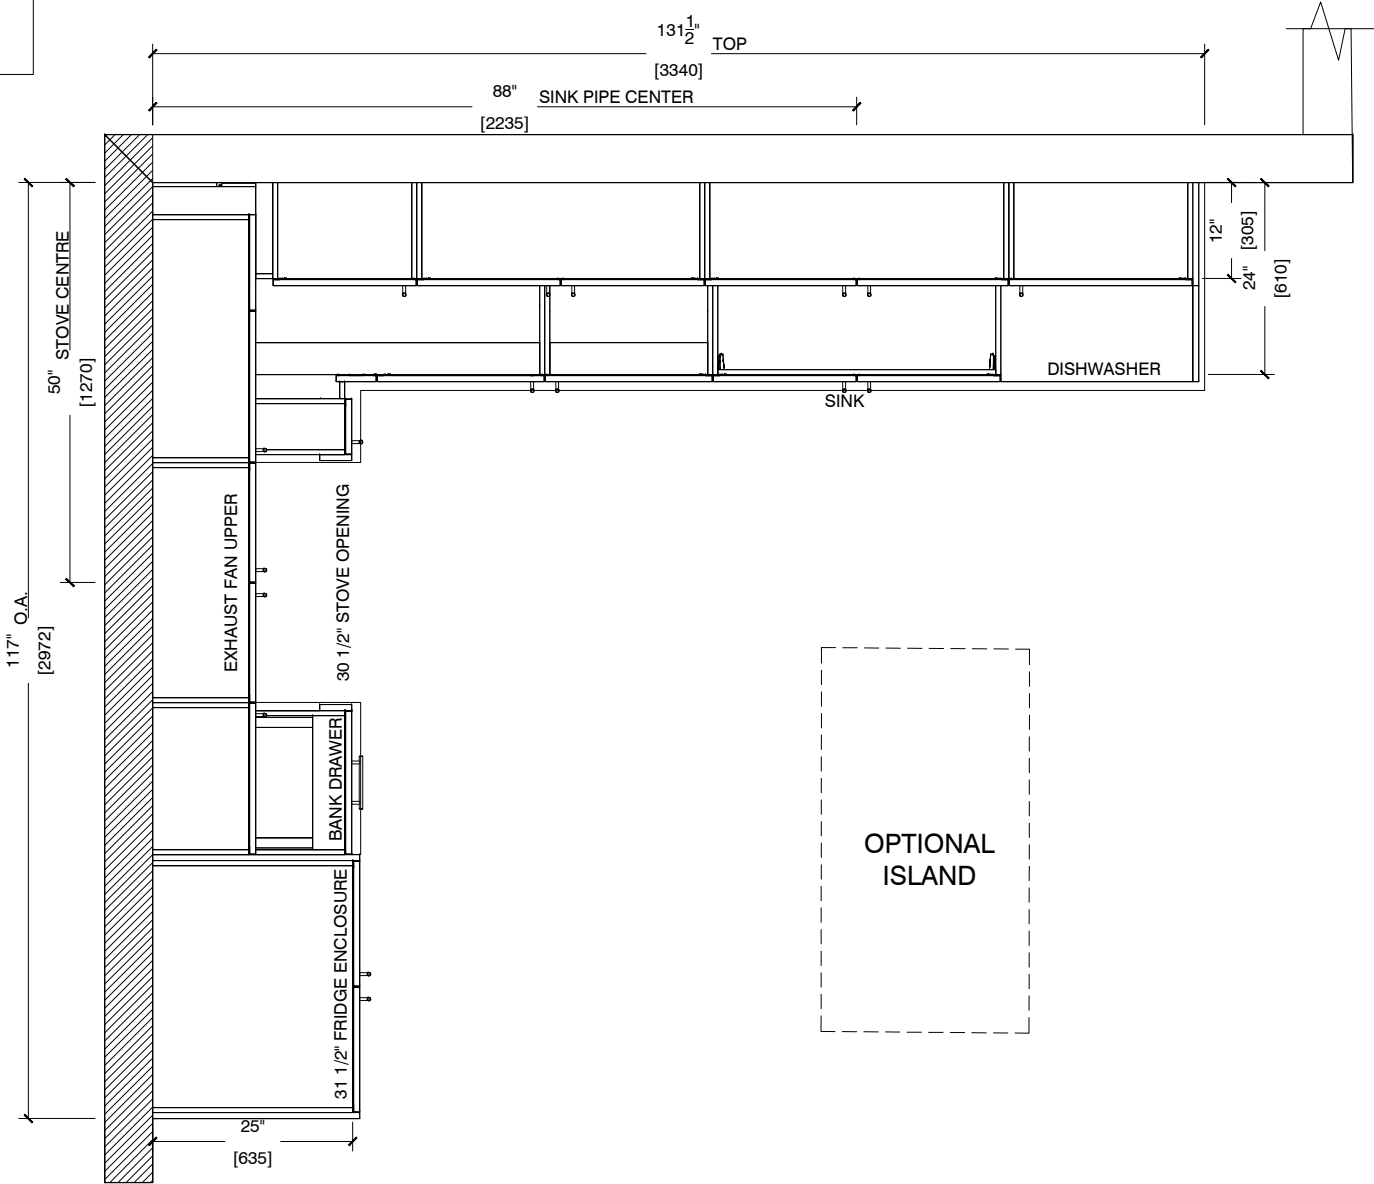 131 1/2" TOP
[3340]
88" SINK PIPE CENTER
[2235]
12"
[305]
24"
[610]
50" STOVE CENTRE
[1270]
117" O.A.
[2972]
DISHWASHER
SINK
EXHAUST FAN UPPER
30 1/2" STOVE OPENING
BANK DRAWER
31 1/2" FRIDGE ENCLOSURE
OPTIONAL
ISLAND
25"
[635]